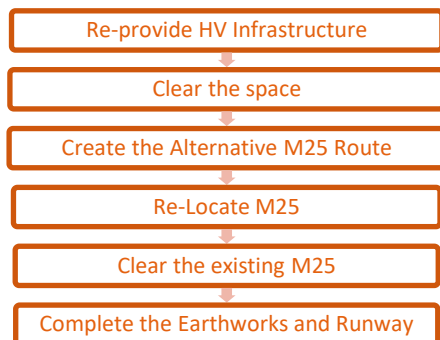 Re-provide HV Infrastructure
Clear the space
Create the Alternative M25 Route
Re-Locate M25
Clear the existing M25
Complete the Earthworks and Runway